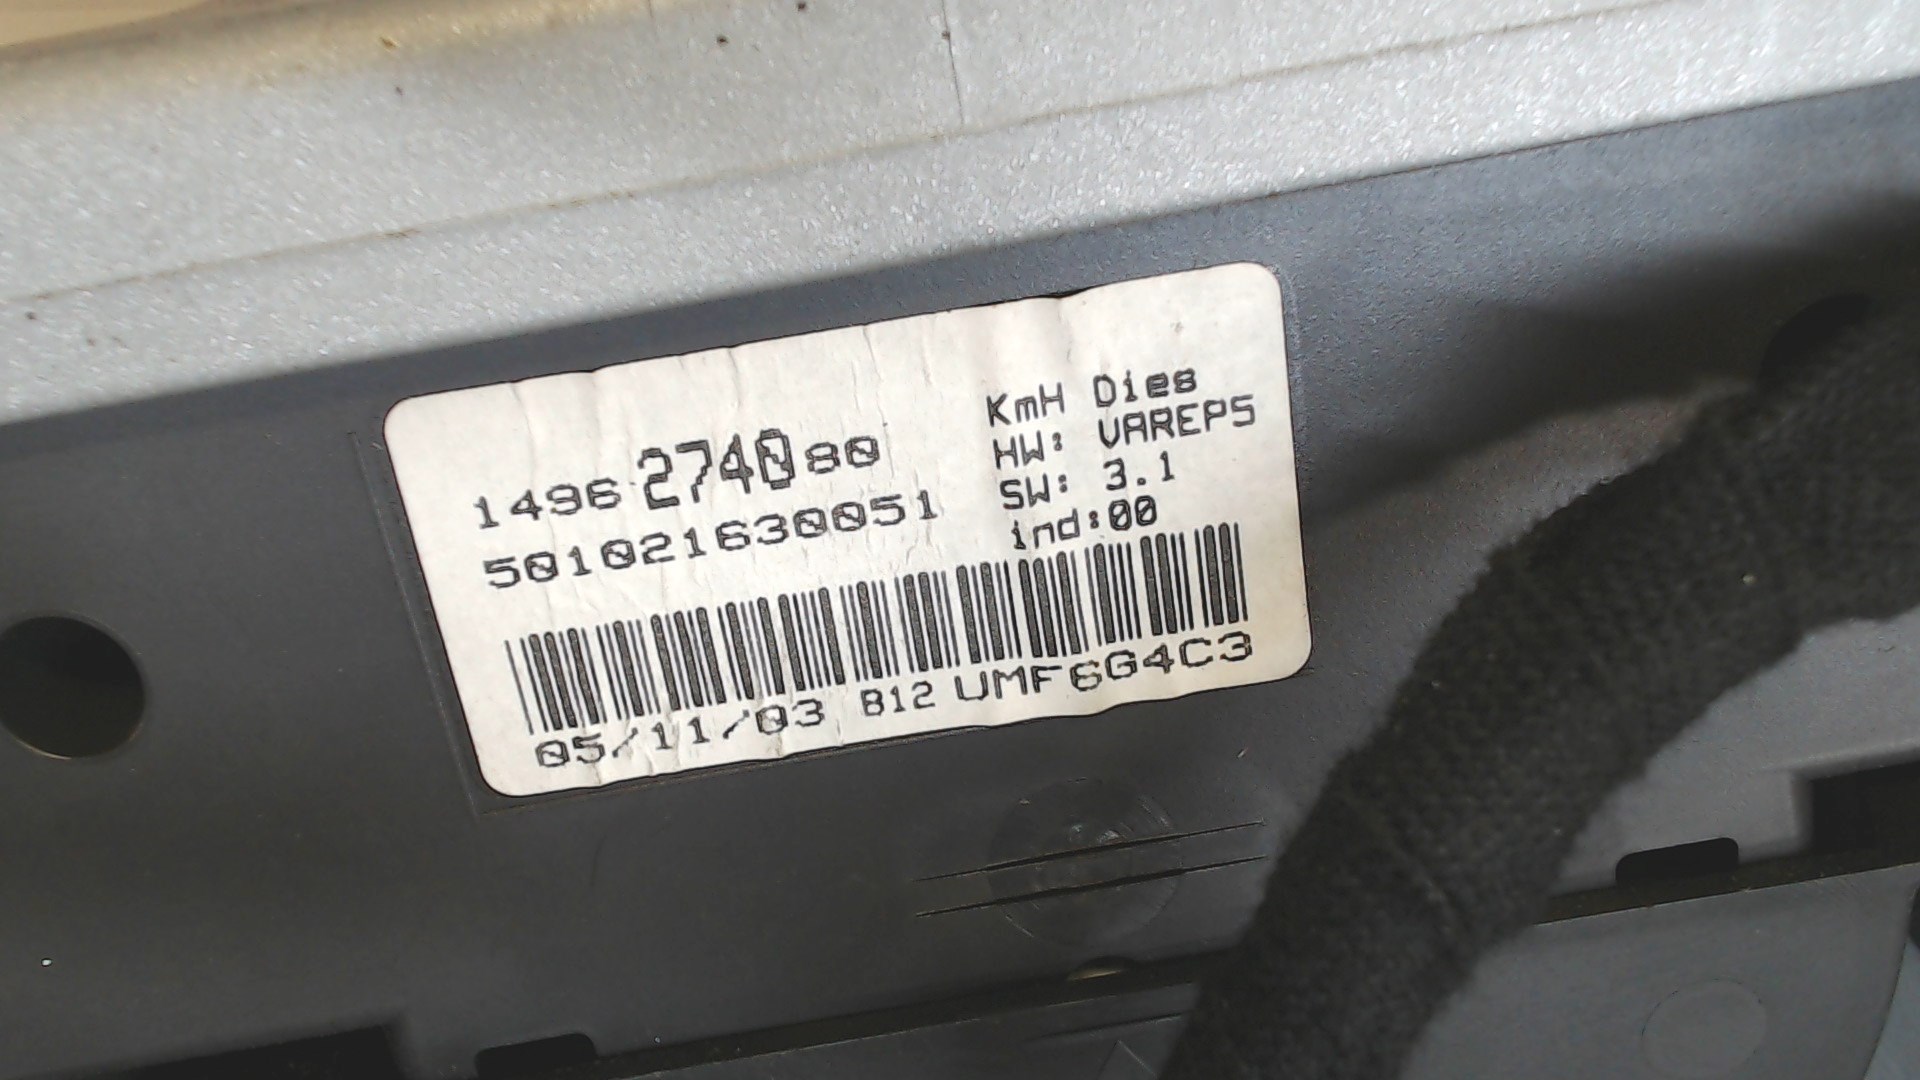 1496 2740 80
501021630051
KmH Dies
HW: VAREP5
SW: 3.1
ind:00
05/11/03 B12 UMF6G4C3